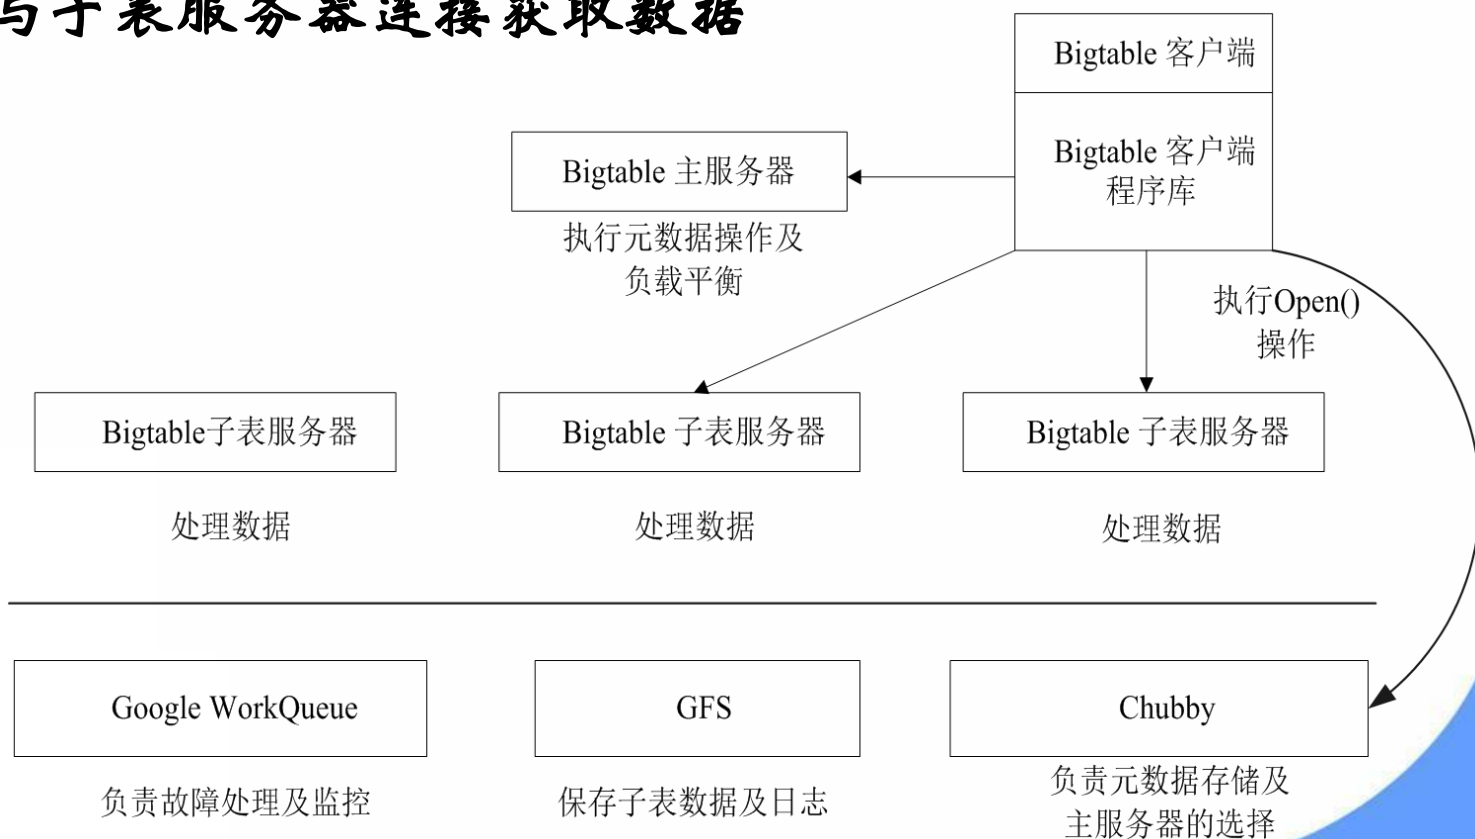 与子表服务器连接获取数据
Bigtable 客户端
Bigtable 客户端
程序库
Bigtable 主服务器
执行元数据操作及
负载平衡
执行Open()
操作
Bigtable子表服务器
Bigtable 子表服务器
Bigtable 子表服务器
处理数据
处理数据
处理数据
Google WorkQueue
GFS
Chubby
负责故障处理及监控
保存子表数据及日志
负责元数据存储及
主服务器的选择